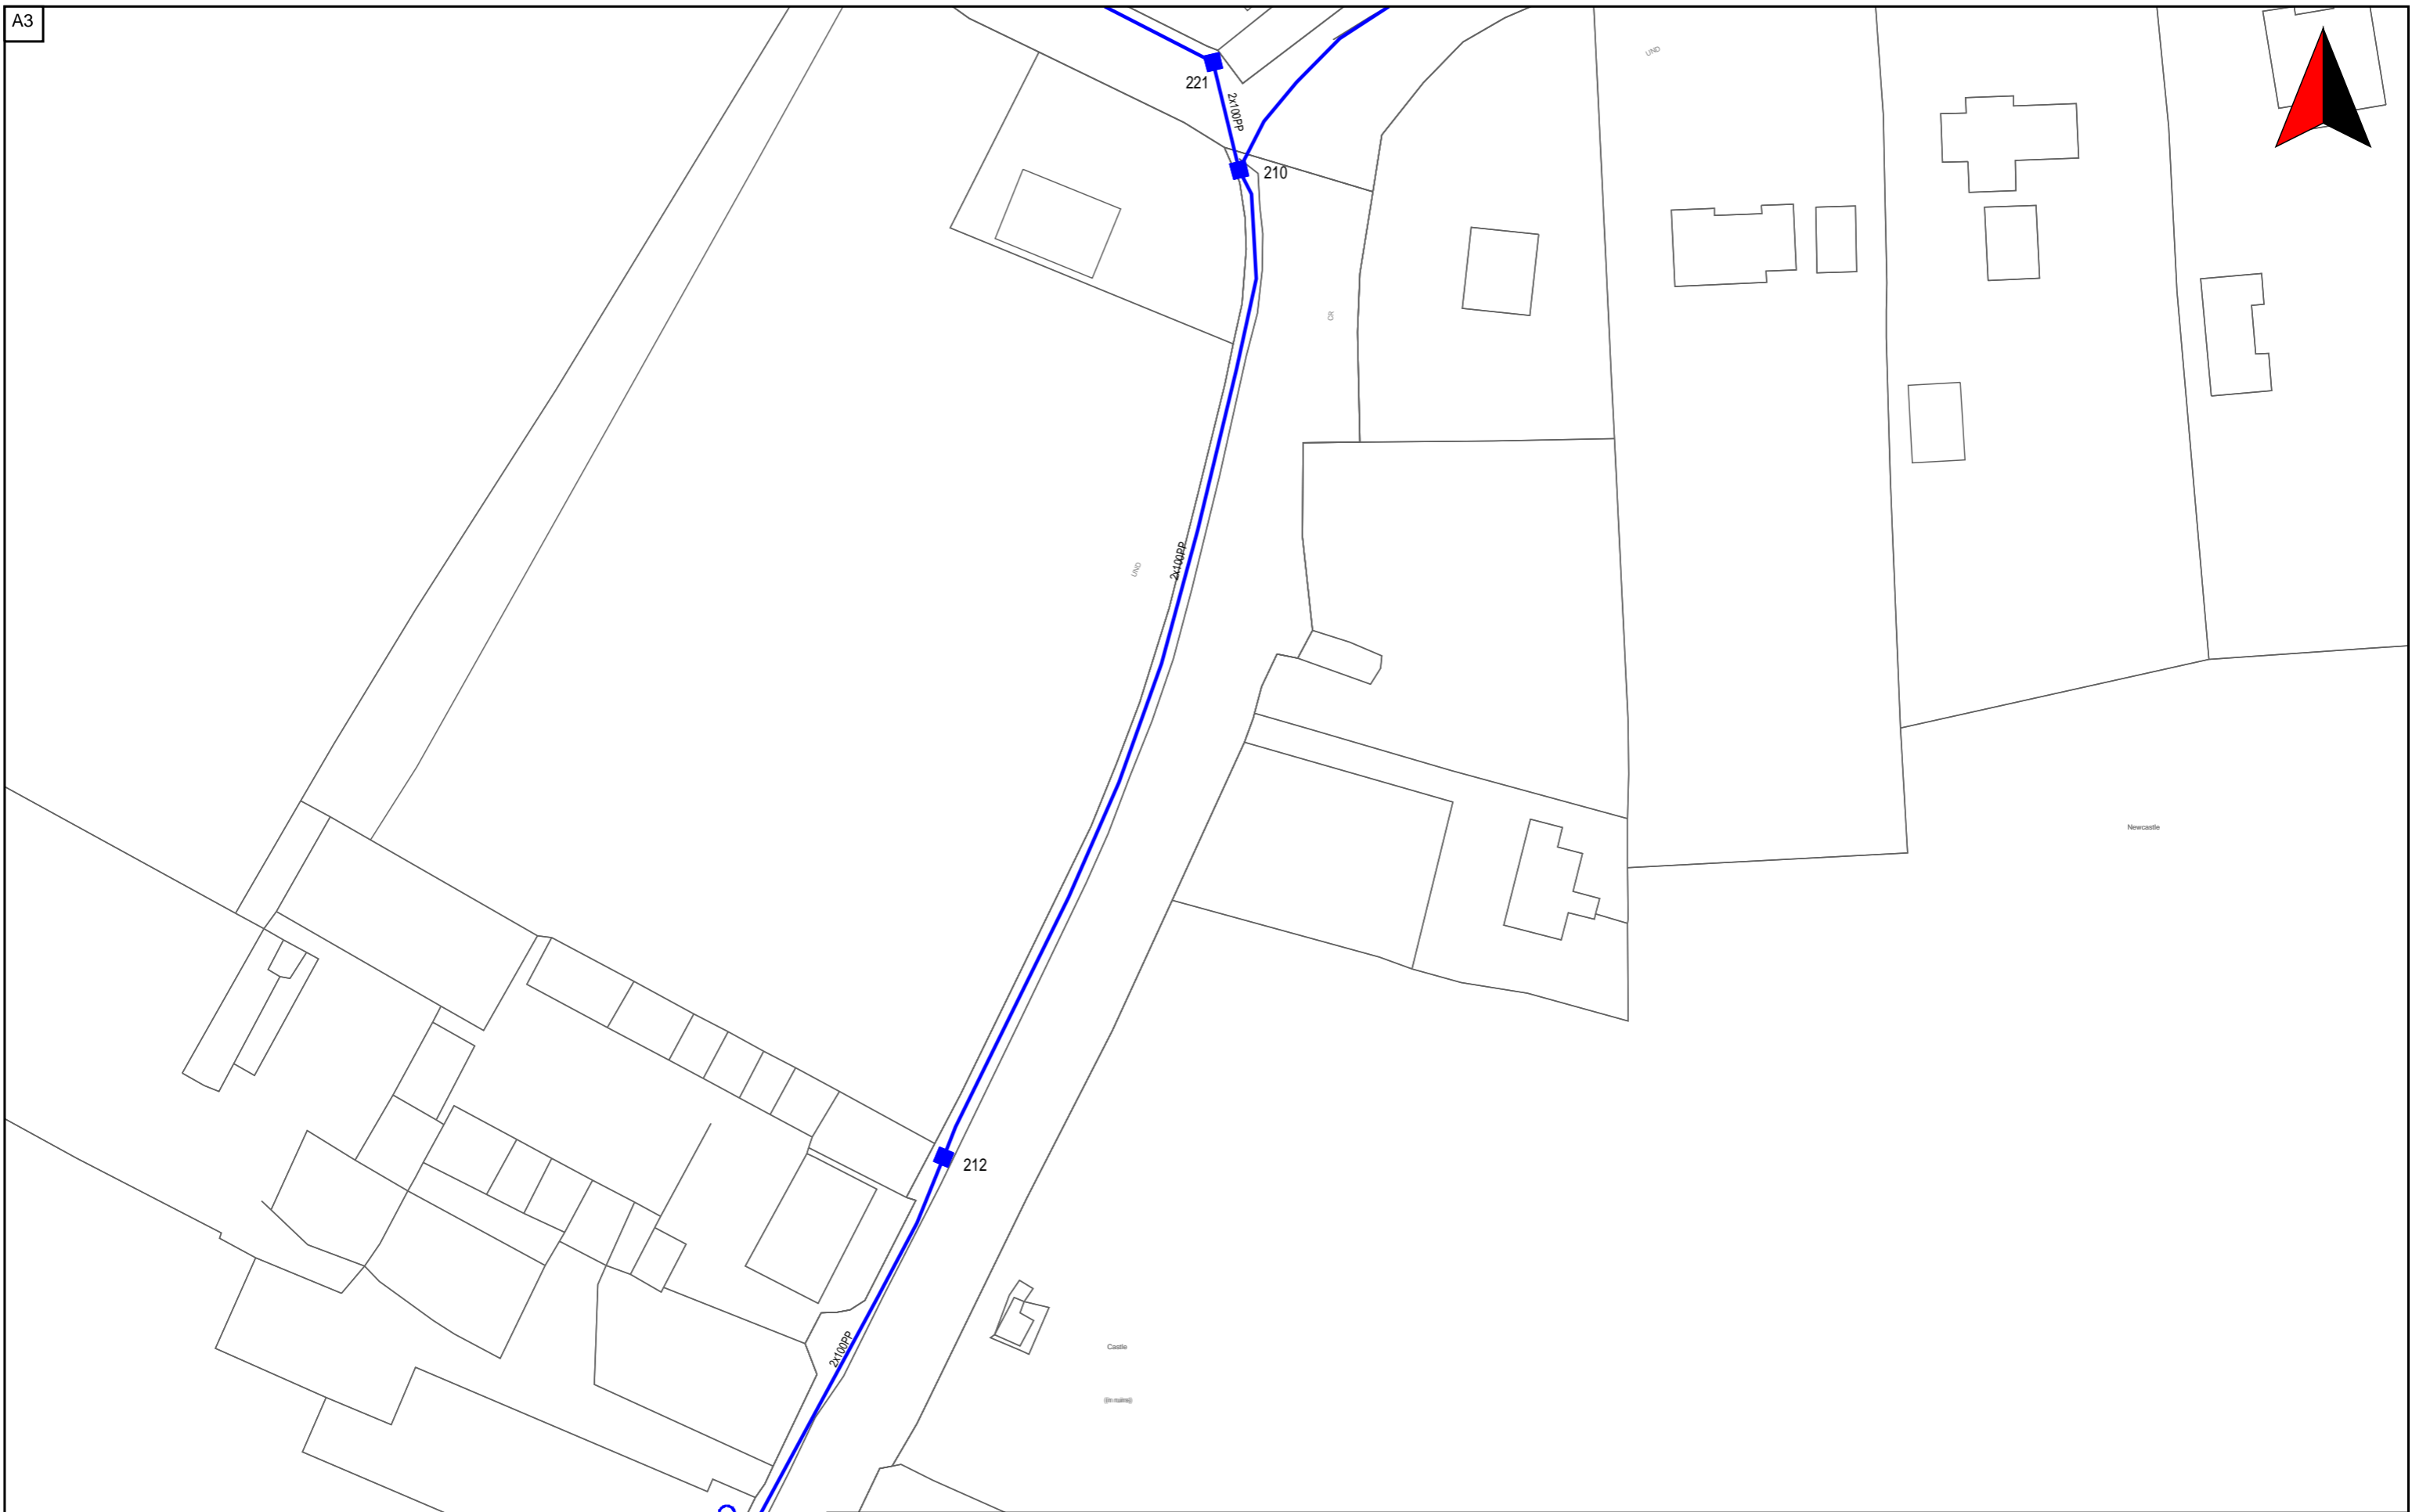 A3
UND
221
2x100PP
210
CR
2x100PP
UND
Newcastle
212
2x100PP
Castle
((in ruins))